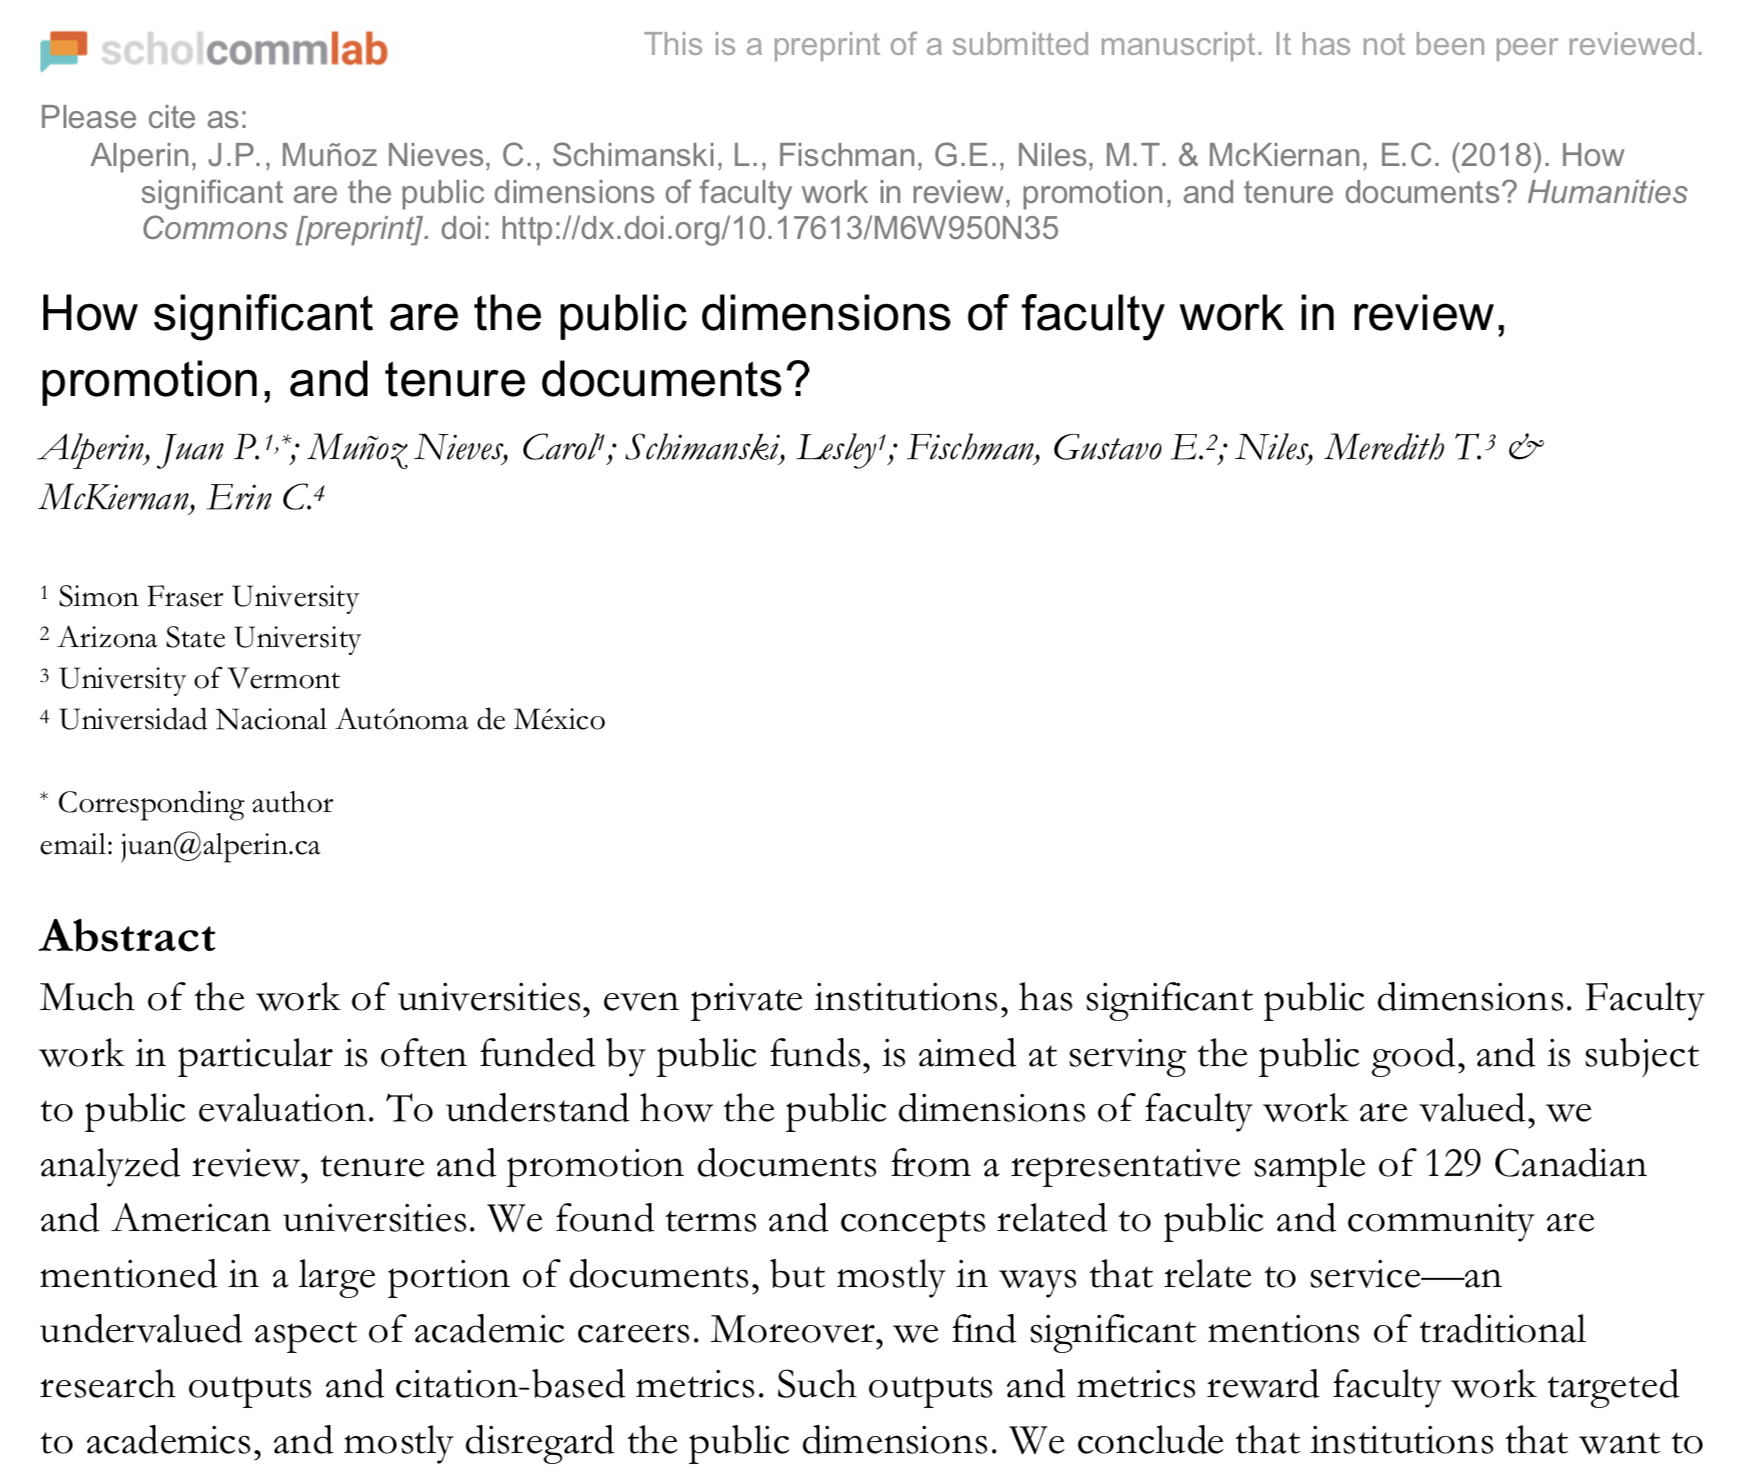 scholcommlab
This is a preprint of a submitted manuscript. It has not been peer reviewed.
Please cite as:
Alperin, J.P., Muñoz Nieves, C., Schimanski, L., Fischman, G.E., Niles, M.T. & McKiernan, E.C. (2018). How
significant are the public dimensions of faculty work in review, promotion, and tenure documents? Humanities
Commons [preprint]. doi: http://dx.doi.org/10.17613/M6W950N35
How significant are the public dimensions of faculty work in review,
promotion, and tenure documents?
Alperin, Juan P.1,*; Muñoz Nieves, Carol1; Schimanski, Lesley1; Fischman, Gustavo E.2; Niles, Meredith T.3 &
McKiernan, Erin C.4
1 Simon Fraser University
2 Arizona State University
3 University of Vermont
4 Universidad Nacional Autónoma de México
* Corresponding author
email: juan@alperin.ca
Abstract
Much of the work of universities, even private institutions, has significant public dimensions. Faculty
work in particular is often funded by public funds, is aimed at serving the public good, and is subject
to public evaluation. To understand how the public dimensions of faculty work are valued, we
analyzed review, tenure and promotion documents from a representative sample of 129 Canadian
and American universities. We found terms and concepts related to public and community are
mentioned in a large portion of documents, but mostly in ways that relate to service—an
undervalued aspect of academic careers. Moreover, we find significant mentions of traditional
research outputs and citation-based metrics. Such outputs and metrics reward faculty work targeted
to academics, and mostly disregard the public dimensions. We conclude that institutions that want to